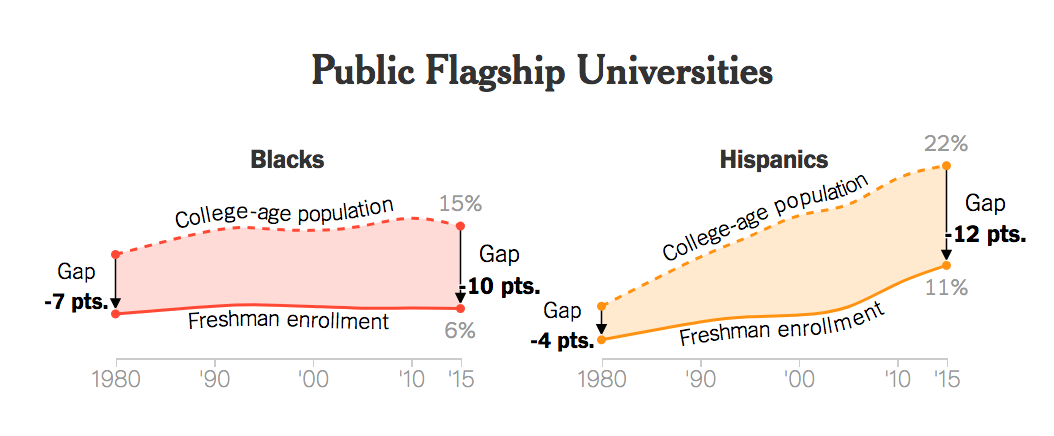 Public Flagship Universities
Blacks
College-age population
15%
Gap
-7 pts.
Gap
-10 pts.
Freshman enrollment
6%
1980 '90 '00 '10 '15
Hispanics
22%
College-age population
Gap
-12 pts.
Gap
-4 pts.
Freshman enrollment
11%
1980 '90 '00 '10 '15